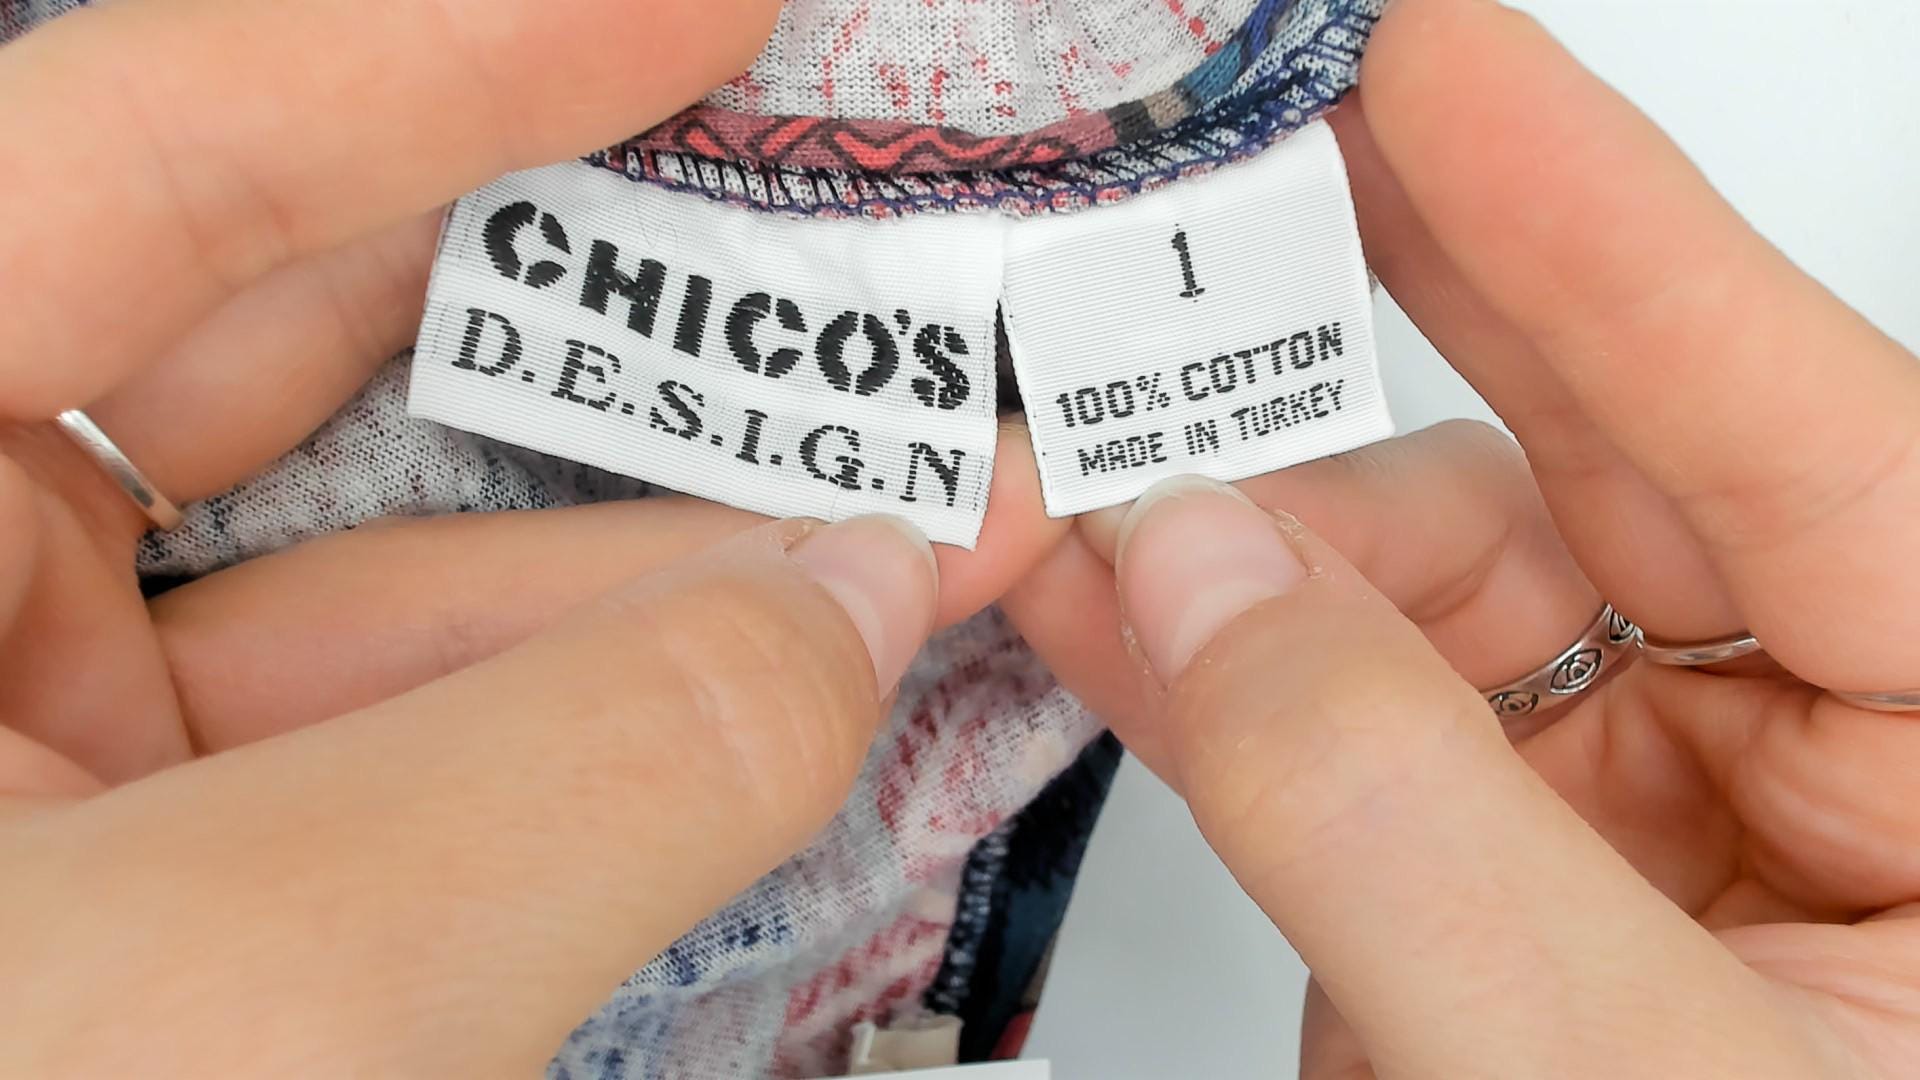 CHICO'S
D.E.S.I.G.N
1
100% COTTON
MADE IN TURKEY